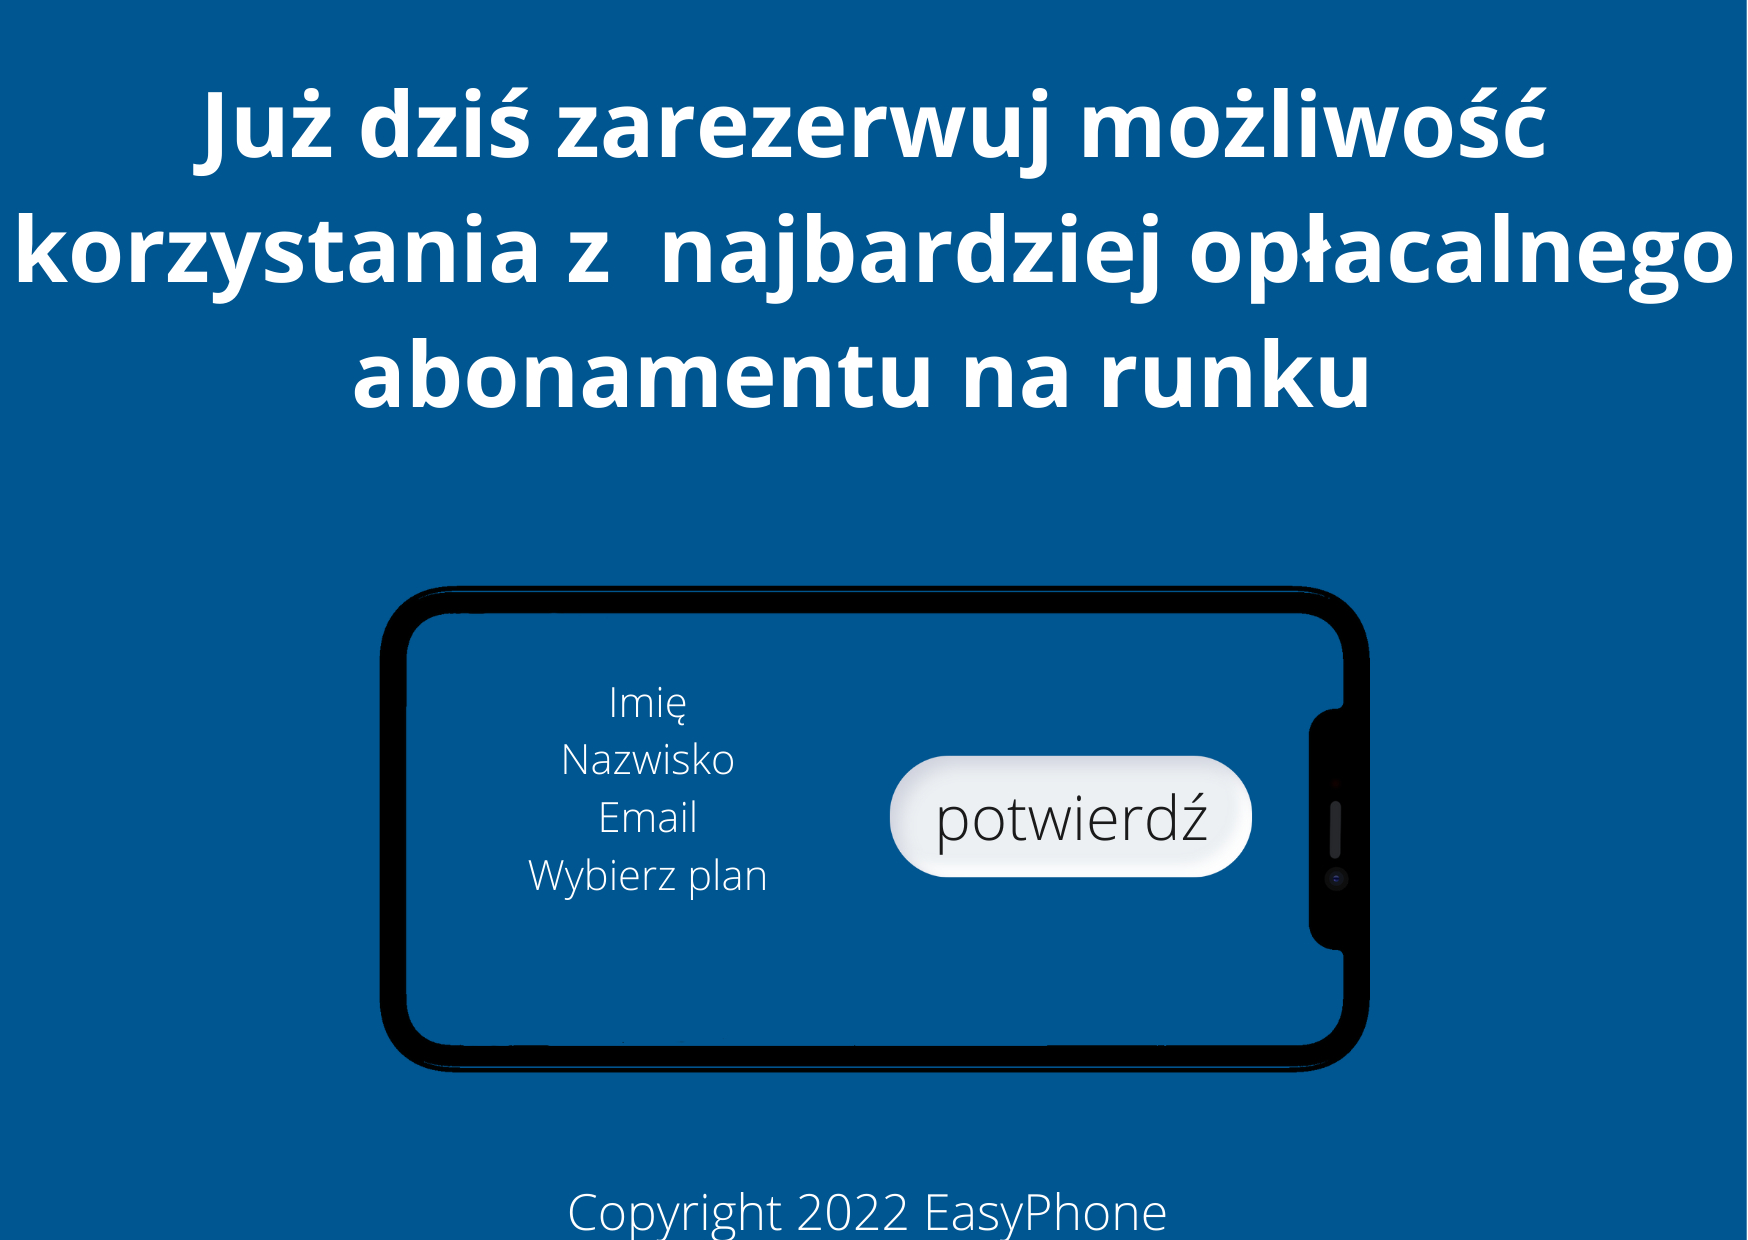 Już dziś zarezerwuj możliwość
korzystania z  najbardziej opłacalnego
abonamentu na runku
Imię
Nazwisko
Email
Wybierz plan
potwierdź
Copyright 2022 EasyPhone